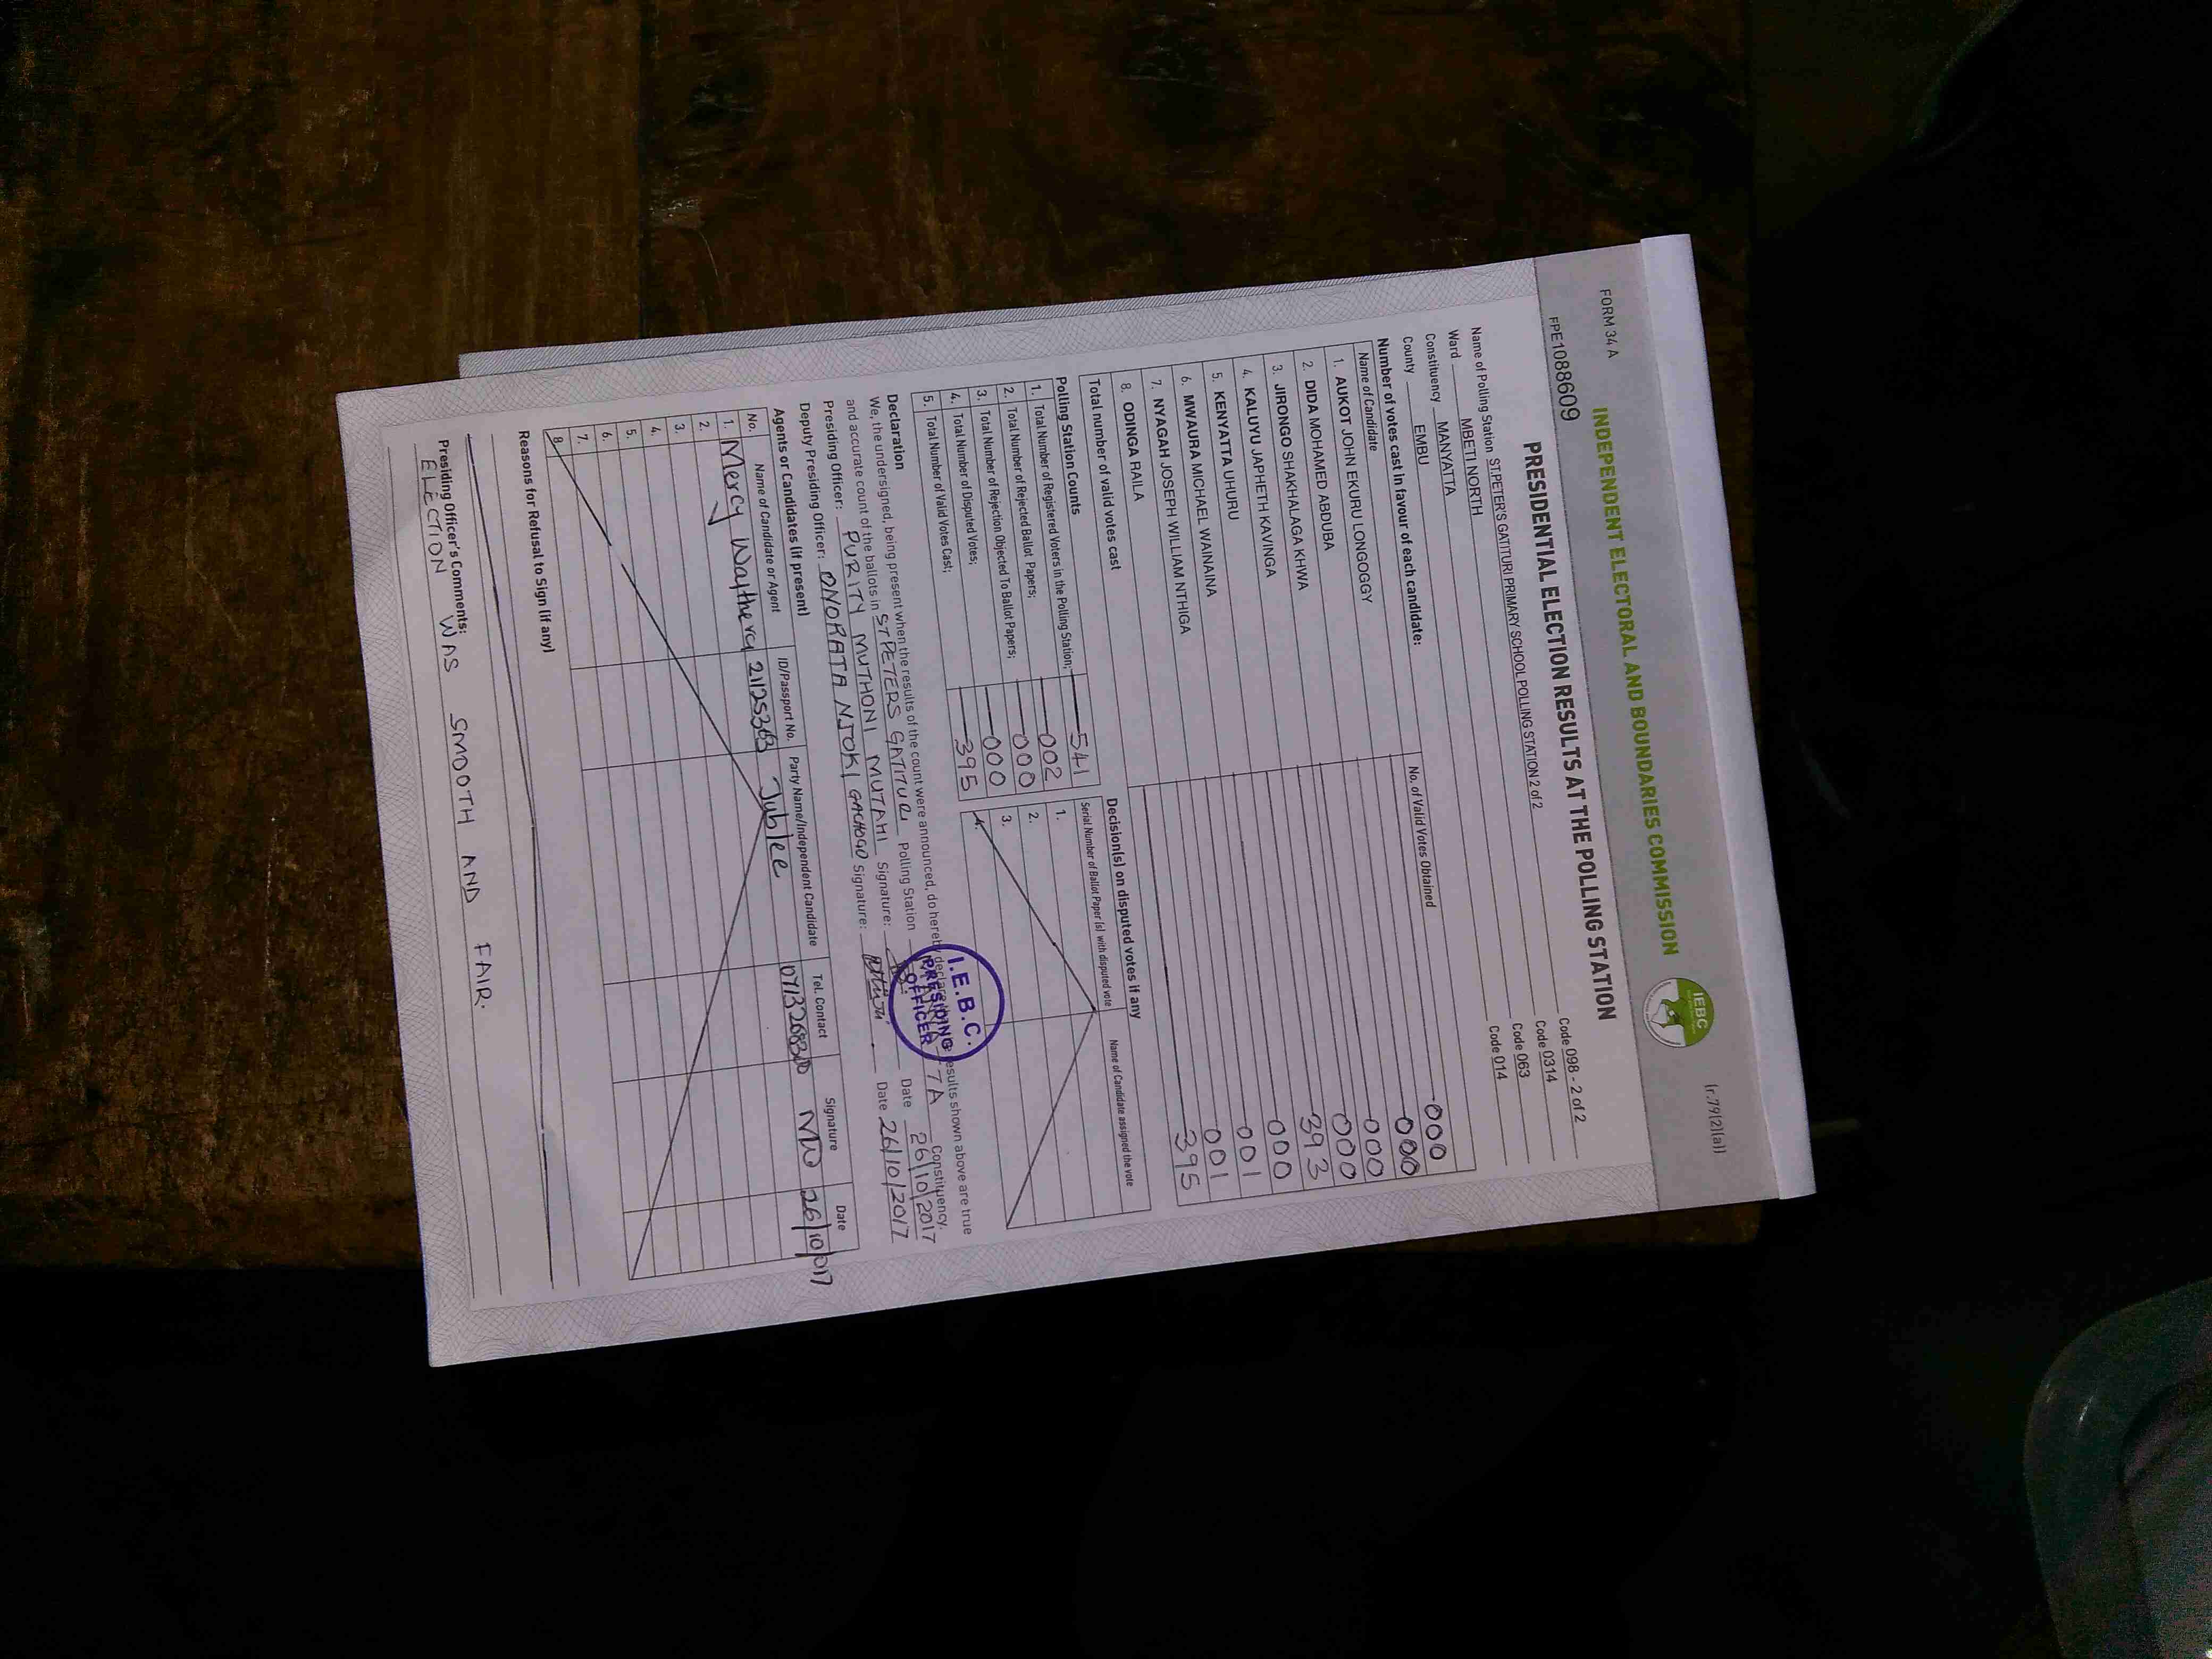 FORM 34 A
(r.79(2)(a))
INDEPENDENT ELECTORAL AND BOUNDARIES COMMISSION
IEBC
FPE1088609
PRESIDENTIAL ELECTION RESULTS AT THE POLLING STATION
Name of Polling Station ST.PETER'S GATITURI PRIMARY SCHOOL POLLING STATION 2 of 2 Code 098 - 2 of 2
Ward MBETI NORTH Code 0314
Constituency MANYATTA Code 063
County EMBU Code 014
Number of votes cast in favour of each candidate:
Name of Candidate No. of Valid Votes Obtained
1. AUKOT JOHN EKURU LONGOGGY 000
2. DIDA MOHAMED ABDUBA 000
3. JIRONGO SHAKHALAGA KHWA 000
4. KALUYU JAPHETH KAVINGA 000
5. KENYATTA UHURU 393
6. MWAURA MICHAEL WAINAINA 000
7. NYAGAH JOSEPH WILLIAM NTHIGA 001
8. ODINGA RAILA 001
Total number of valid votes cast 395
Polling Station Counts
1. Total Number of Registered Voters in the Polling Station; 541
2. Total Number of Rejected Ballot Papers; 002
3. Total Number of Rejection Objected To Ballot Papers; 000
4. Total Number of Disputed Votes; 000
5. Total Number of Valid Votes Cast; 395
Decision(s) on disputed votes if any
Serial Number of Ballot Paper (s) with disputed vote Name of Candidate assigned the vote
1.
2.
3.
4.
Declaration
We, the undersigned, being present when the results of the count were announced, do hereby declare results shown above are true
and accurate count of the ballots in ST PETERS GATITURI Polling Station Constituency.
Presiding Officer: PURITY MUTHONI MUTAHI Signature: Date 26/10/2017
Deputy Presiding Officer: ONORATA NJOKI GACHOGO Signature: Date 26/10/2017
I.E.B.C.
PRESIDING
OFFICER
Agents or Candidates (if present)
No. Name of Candidate or Agent ID/Passport No. Party Name/Independent Candidate Tel. Contact Signature Date
1. Mercy Waithera 21125363 Jubilee MW 26/10/017
2.
3.
4.
5.
6.
7.
8.
Reasons for Refusal to Sign (if any)
Presiding Officer's Comments: WAS SMOOTH AND FAIR.
ELECTION